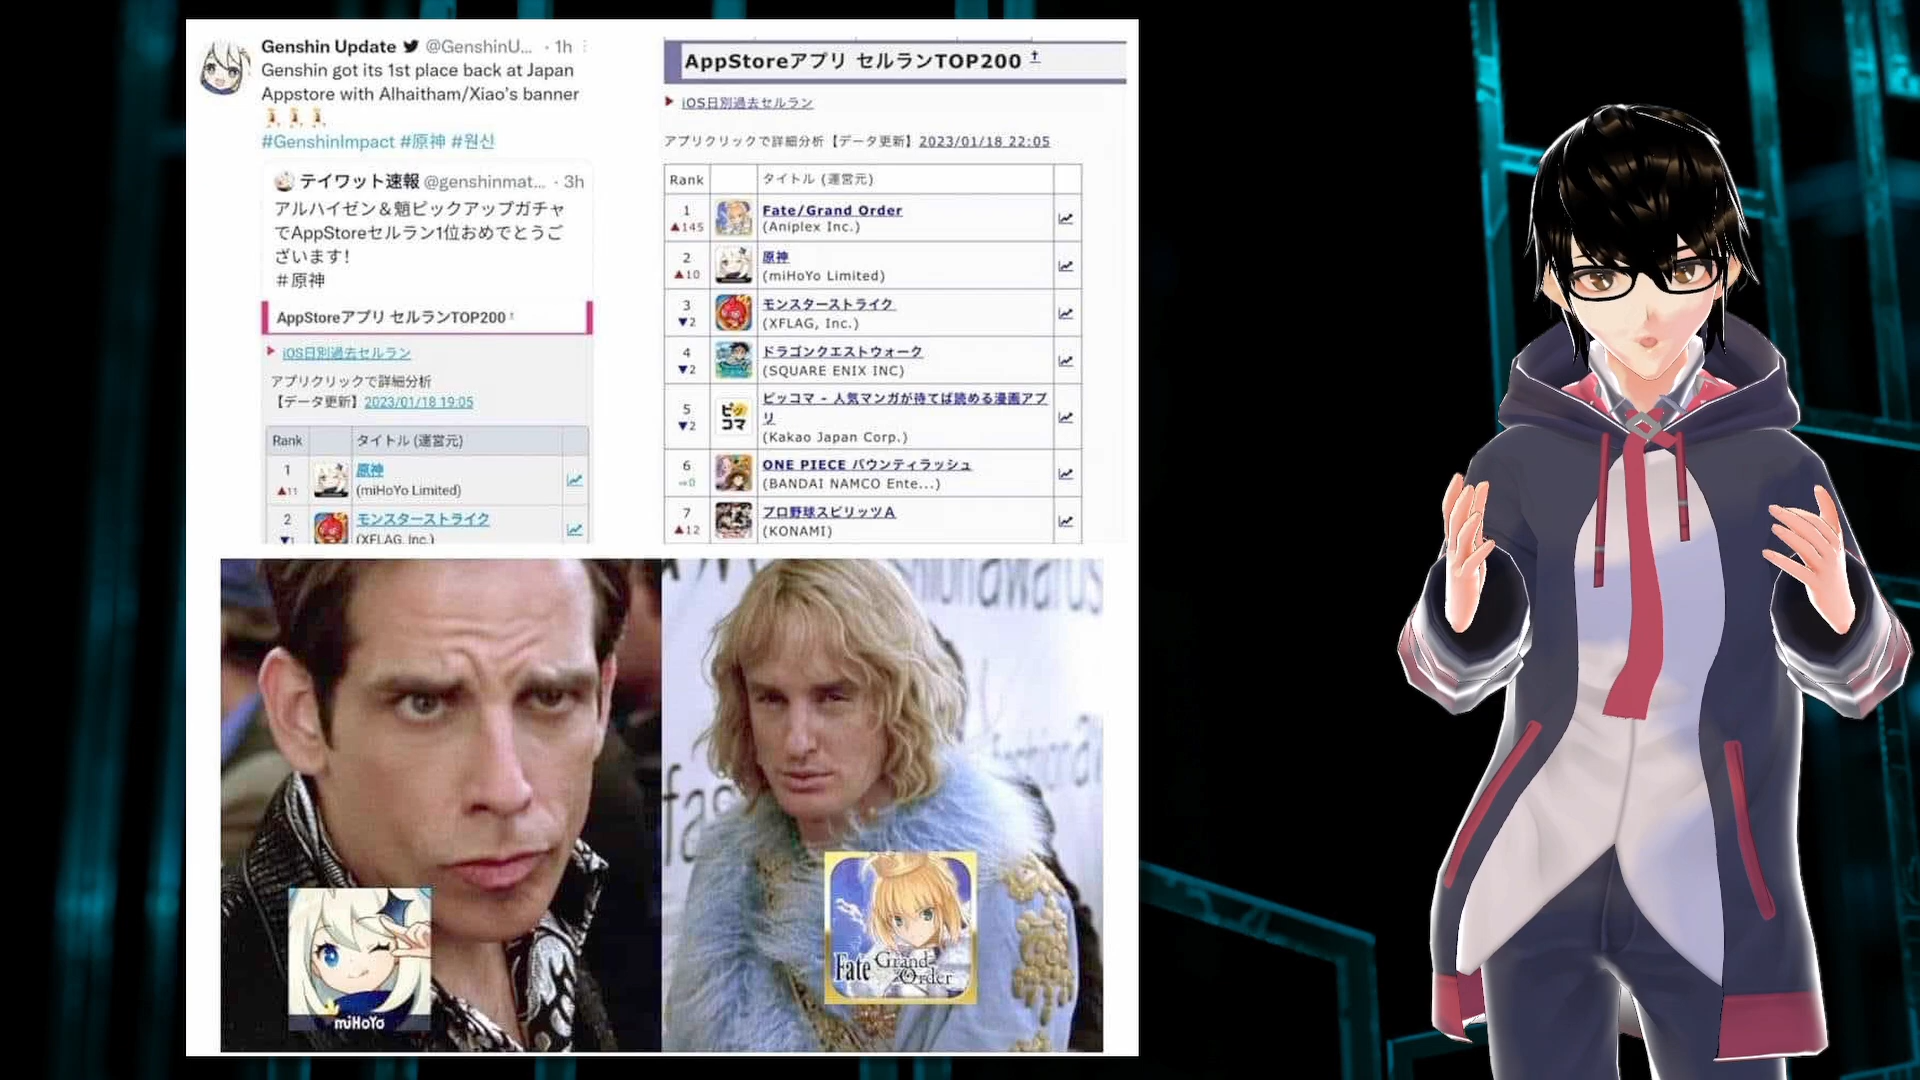 Genshin Update @GenshinU... · 1h
Genshin got its 1st place back at Japan
Appstore with Alhaitham/Xiao's banner
#GenshinImpact #原神 #원신
テイワット速報 @genshinmat... · 3h
アルハイゼン＆魈ピックアップガチャ
でAppStoreセルラン1位おめでとうご
ざいます!
＃原神
AppStoreアプリ セルランTOP200 †
iOS日別過去セルラン
アプリクリックで詳細分析
【データ更新】2023/01/18 19:05
Rank タイトル (運営元)
1 原神
▲11 (miHoYo Limited)
2 モンスターストライク
▼1 (XFLAG, Inc.)
AppStoreアプリ セルランTOP200 †
iOS日別過去セルラン
アプリクリックで詳細分析【データ更新】2023/01/18 22:05
Rank タイトル (運営元)
1 Fate/Grand Order
▲145 (Aniplex Inc.)
2 原神
▲10 (miHoYo Limited)
3 モンスターストライク
▼2 (XFLAG, Inc.)
4 ドラゴンクエストウォーク
▼2 (SQUARE ENIX INC)
5 ピッコマ - 人気マンガが待てば読める漫画アプ
リ
▼2 (Kakao Japan Corp.)
ピッ
コマ
6 ONE PIECE バウンティラッシュ
⇨0 (BANDAI NAMCO Ente...)
7 プロ野球スピリッツA
▲12 (KONAMI)
miHoYo
Fate Grand
Order